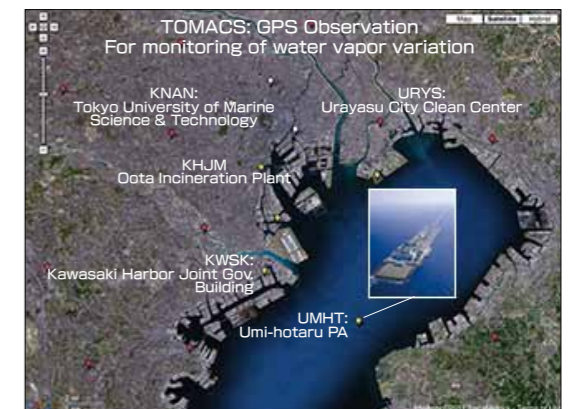 TOMACS: GPS Observation
For monitoring of water vapor variation
Map Satellite Hybrid
KNAN:
Tokyo University of Marine
Science & Technology
URYS:
Urayasu City Clean Center
KHJM
Oota Incineration Plant
KWSK:
Kawasaki Harbor Joint Gov.
Building
UMHT:
Umi-hotaru PA